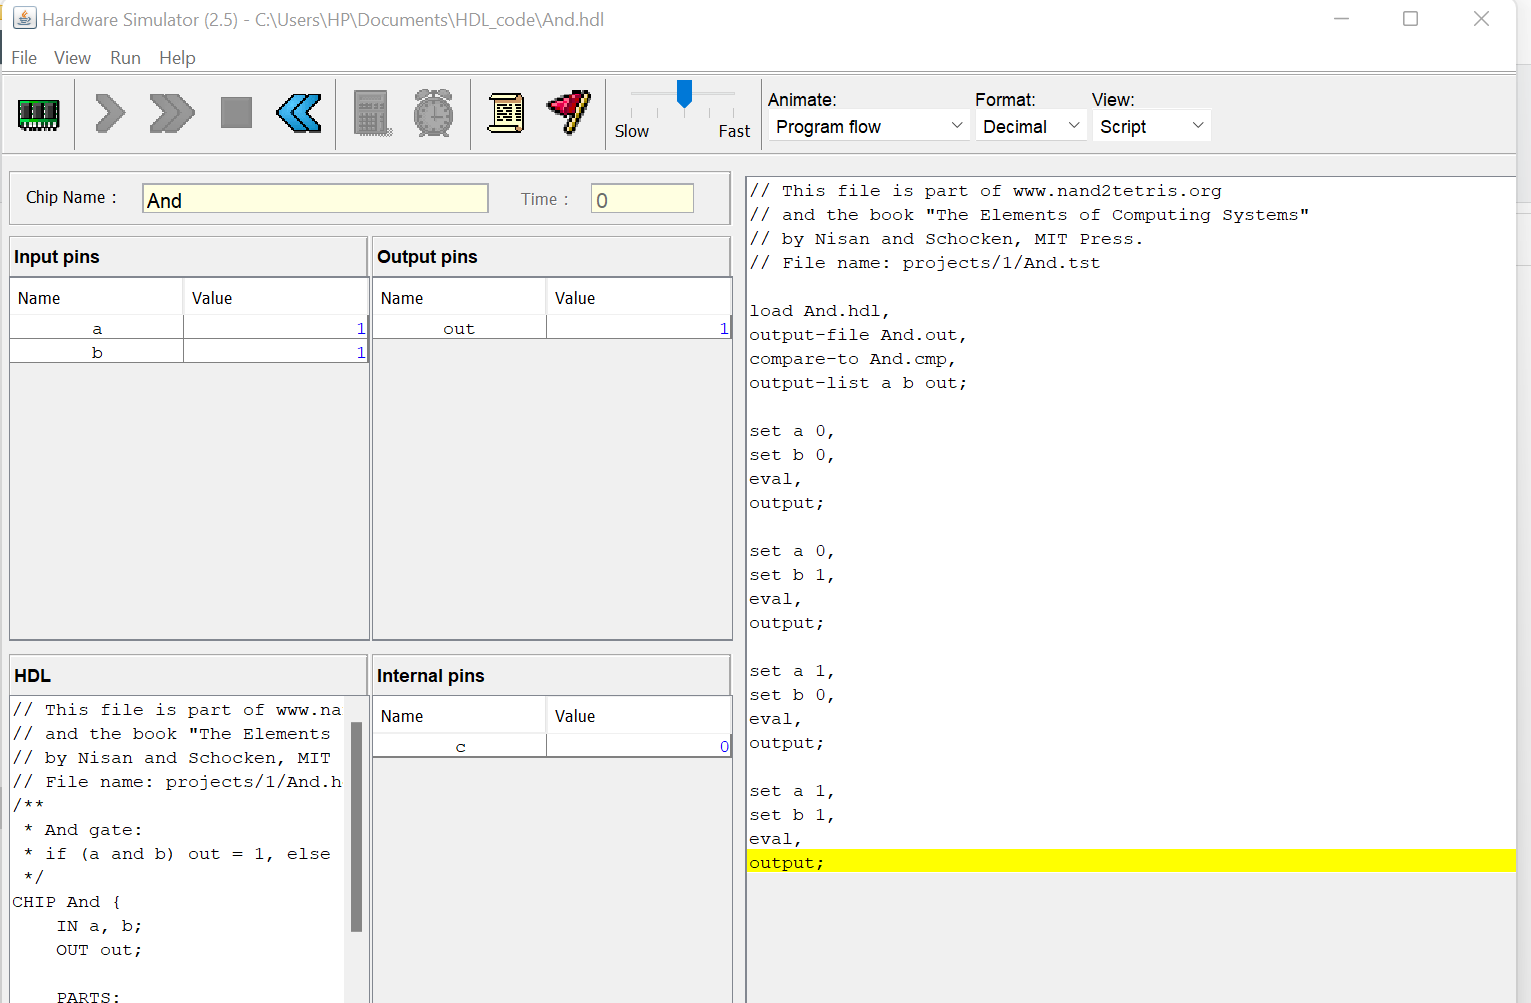 Hardware Simulator (2.5) - C:\Users\HP\Documents\HDL_code\And.hdl
File View Run Help
Slow Fast
Animate: Format: View:
Program flow Decimal Script
Chip Name : And Time : 0
Input pins
Name Value
a 1
b 1
Output pins
Name Value
out 1
HDL
// This file is part of www.na
// and the book "The Elements
// by Nisan and Schocken, MIT
// File name: projects/1/And.h
/**
* And gate:
* if (a and b) out = 1, else
*/
CHIP And {
IN a, b;
OUT out;
PARTS:
Internal pins
Name Value
c 0
// This file is part of www.nand2tetris.org
// and the book "The Elements of Computing Systems"
// by Nisan and Schocken, MIT Press.
// File name: projects/1/And.tst
load And.hdl,
output-file And.out,
compare-to And.cmp,
output-list a b out;
set a 0,
set b 0,
eval,
output;
set a 0,
set b 1,
eval,
output;
set a 1,
set b 0,
eval,
output;
set a 1,
set b 1,
eval,
output;